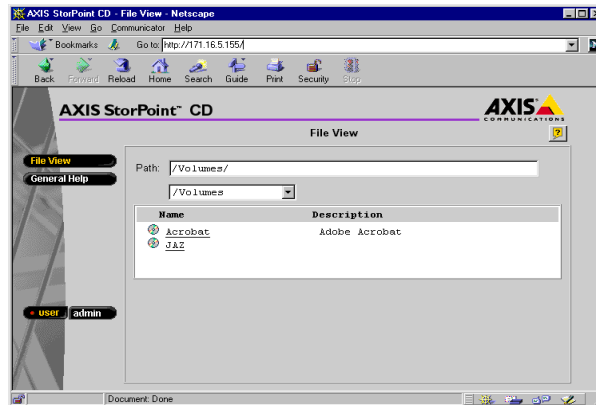 AXIS StorPoint CD - File View - Netscape
File Edit View Go Communicator Help
Bookmarks Go to: http://171.16.5.155/
Back Forward Reload Home Search Guide Print Security Stop
AXIS StorPoint™ CD
AXIS
COMMUNICATIONS
File View
File View
General Help
Path: /Volumes/
/Volumes
Name Description
Acrobat Adobe Acrobat
JAZ
user admin
Document: Done